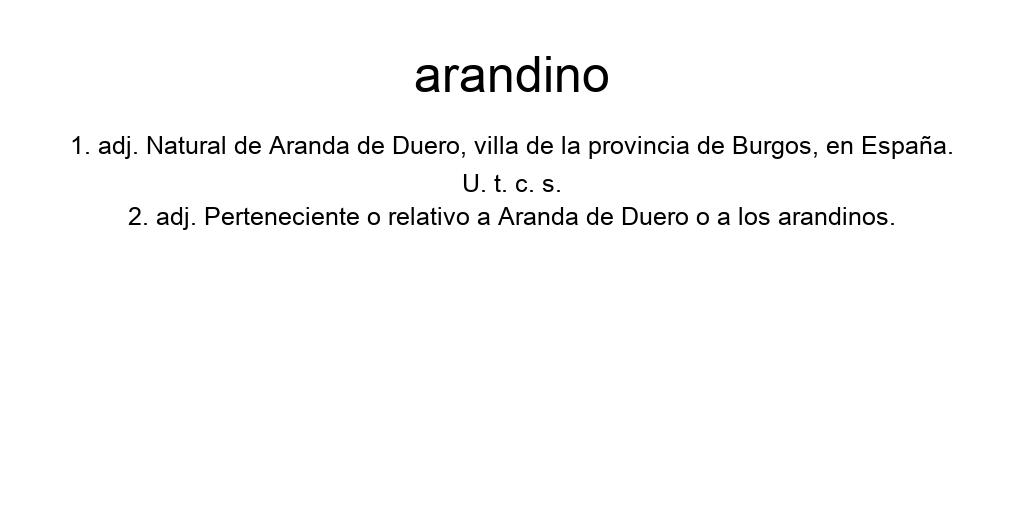 arandino
1. adj. Natural de Aranda de Duero, villa de la provincia de Burgos, en España.
U. t. c. s.
2. adj. Perteneciente o relativo a Aranda de Duero o a los arandinos.